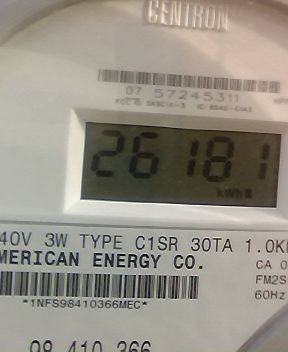 CENTRON
07 57245311
26181
kWh
40V 3W TYPE C1SR 30TA 1.0K
MERICAN ENERGY CO.
CA 0
FM2S
60Hz
*1NFS98410366MEC*
98 410 366